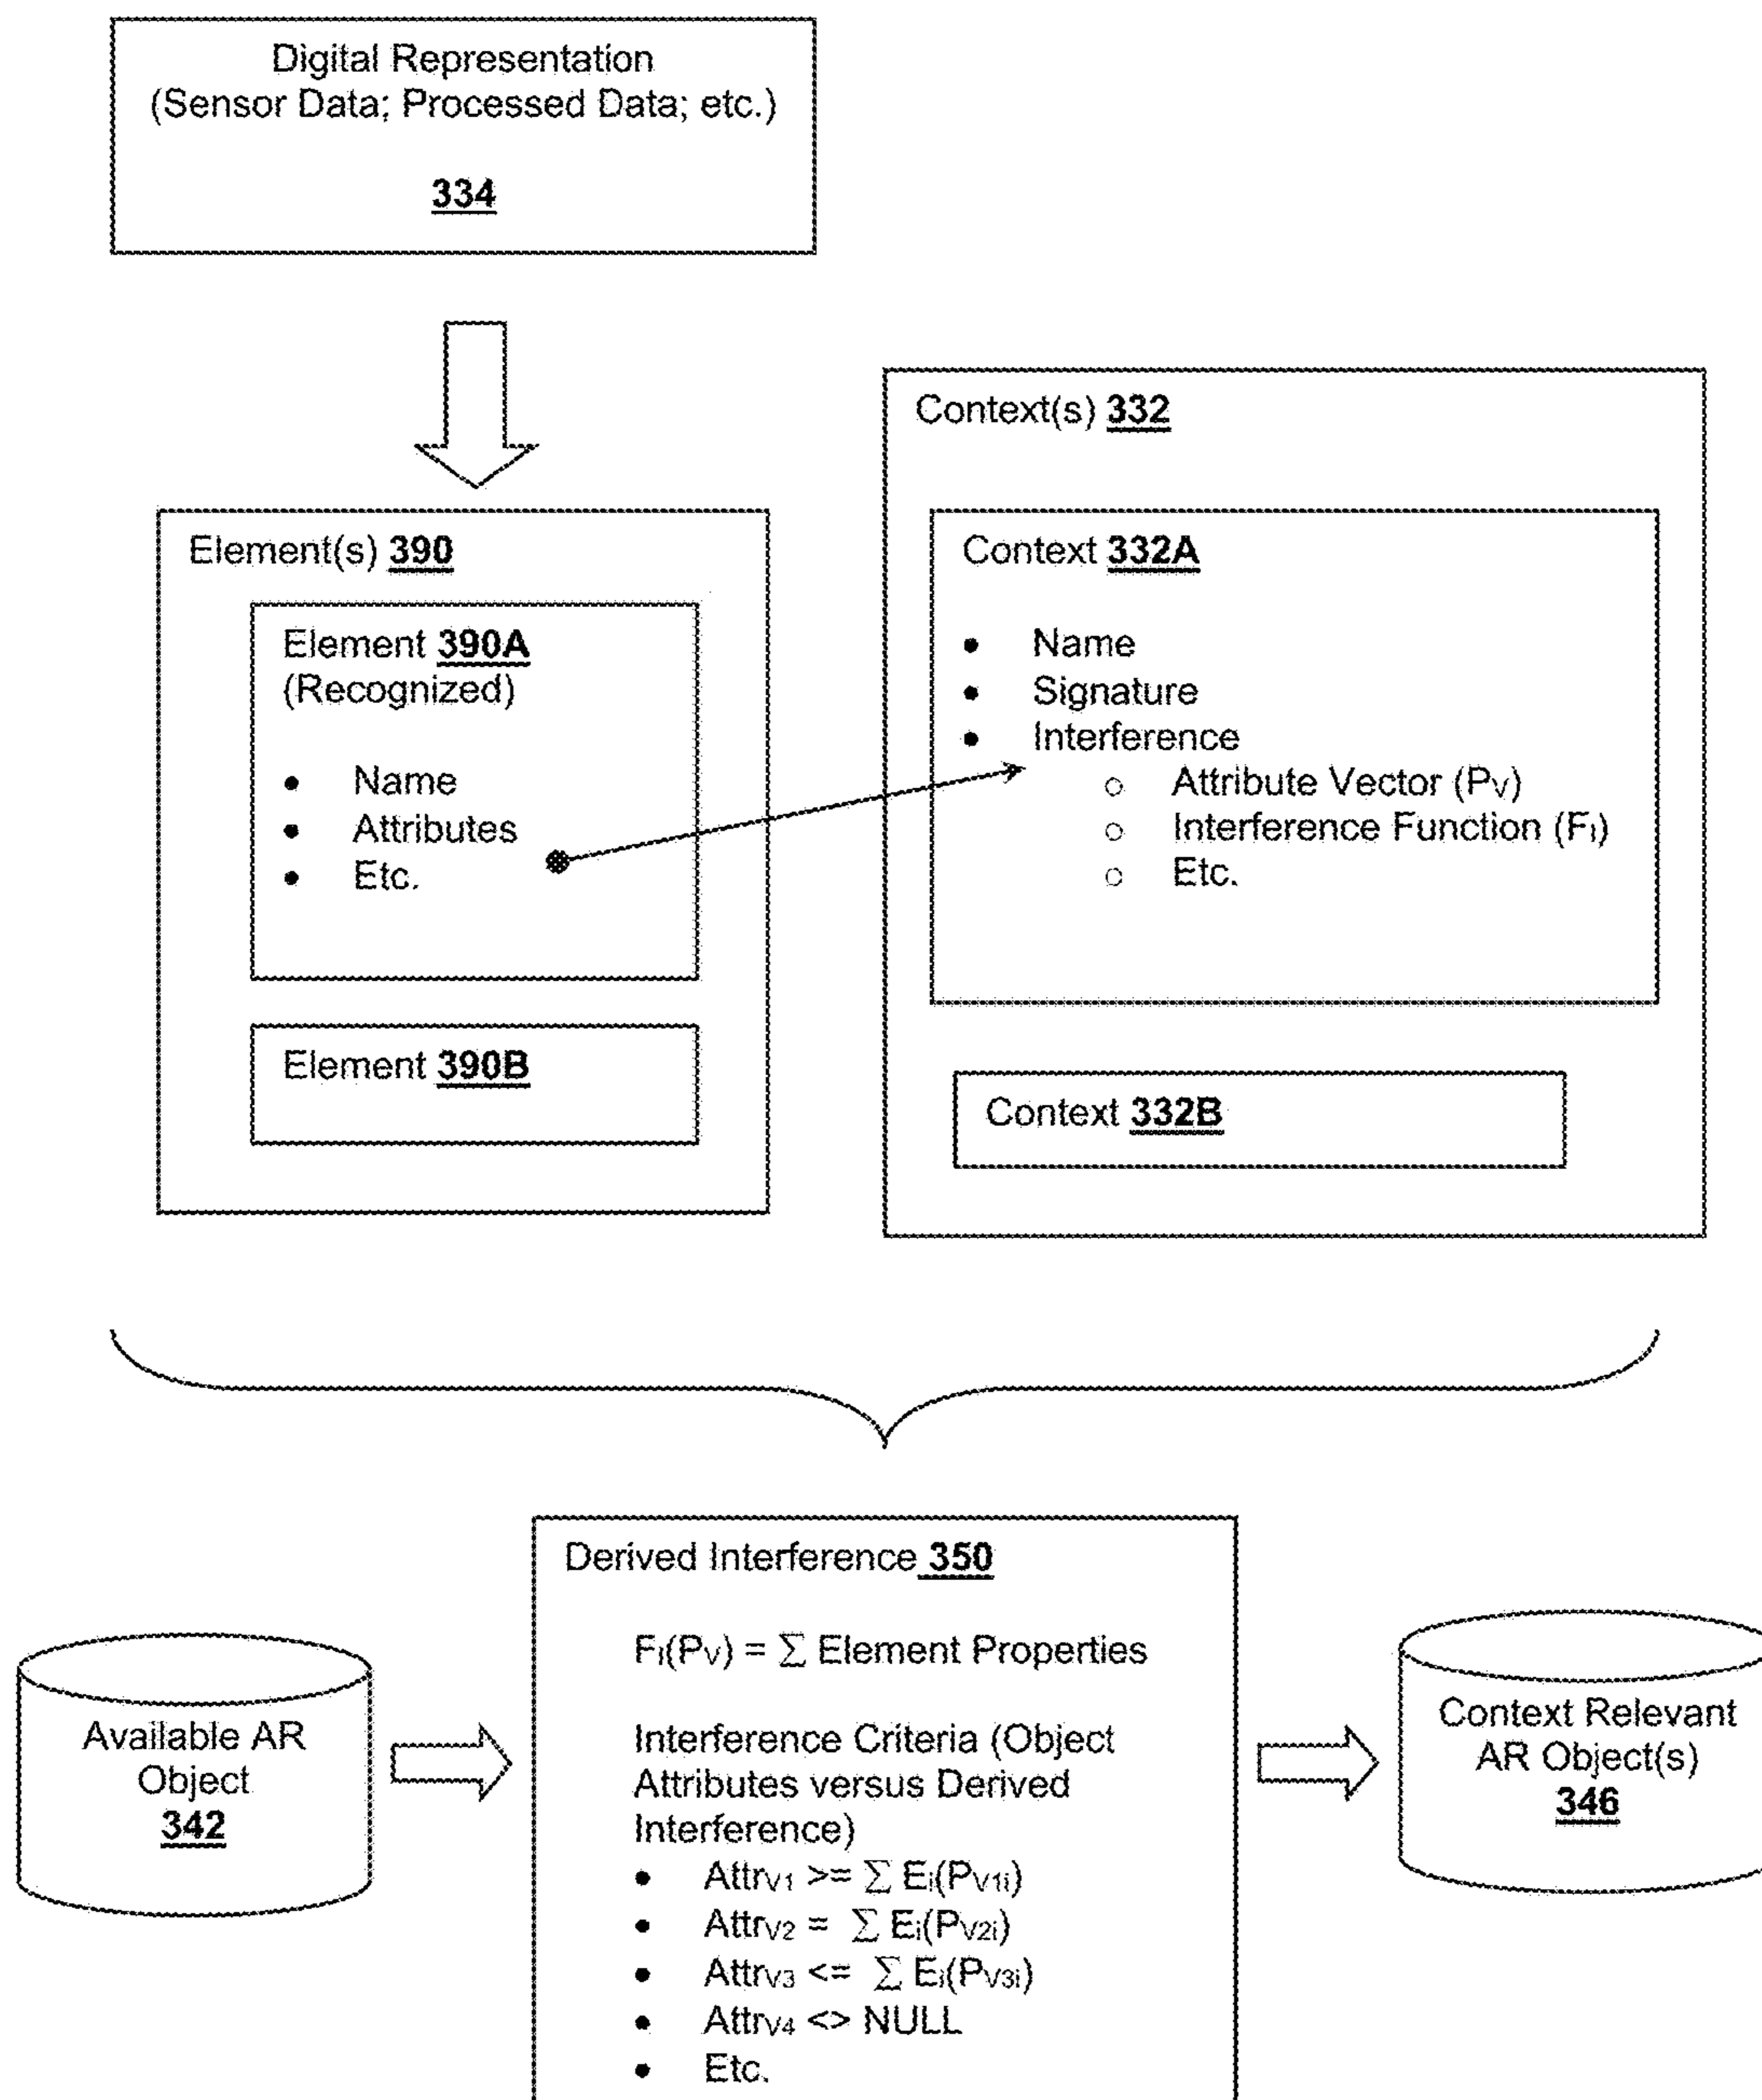 Digital Representation
(Sensor Data; Processed Data; etc.)
334
Element(s) 390
Element 390A
(Recognized)
• Name
• Attributes
• Etc.
Element 390B
Context(s) 332
Context 332A
• Name
• Signature
• Interference
○ Attribute Vector (PV)
○ Interference Function (FI)
○ Etc.
Context 332B
Available AR
Object
342
Derived Interference 350
FI(PV) = ∑ Element Properties
Interference Criteria (Object
Attributes versus Derived
Interference)
• AttrV1 >= ∑ Ei(PV1i)
• AttrV2 = ∑ Ei(PV2i)
• AttrV3 <= ∑ Ei(PV3i)
• AttrV4 <> NULL
• Etc.
Context Relevant
AR Object(s)
346